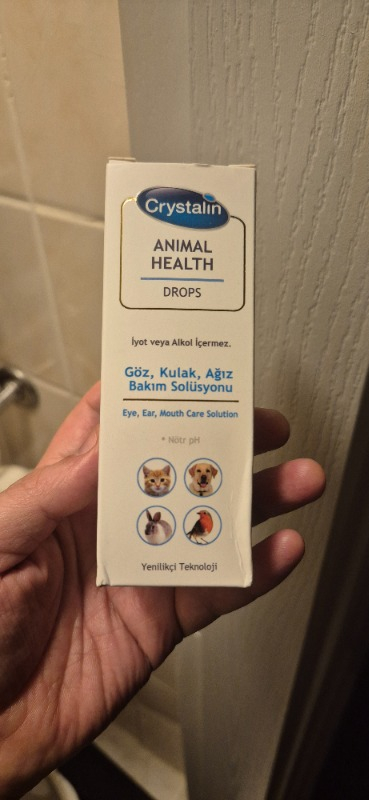 Crystalin
ANIMAL
HEALTH
DROPS
İyot veya Alkol İçermez.
Göz, Kulak, Ağız
Bakım Solüsyonu
Eye, Ear, Mouth Care Solution
* Nötr pH
Yenilikçi Teknoloji